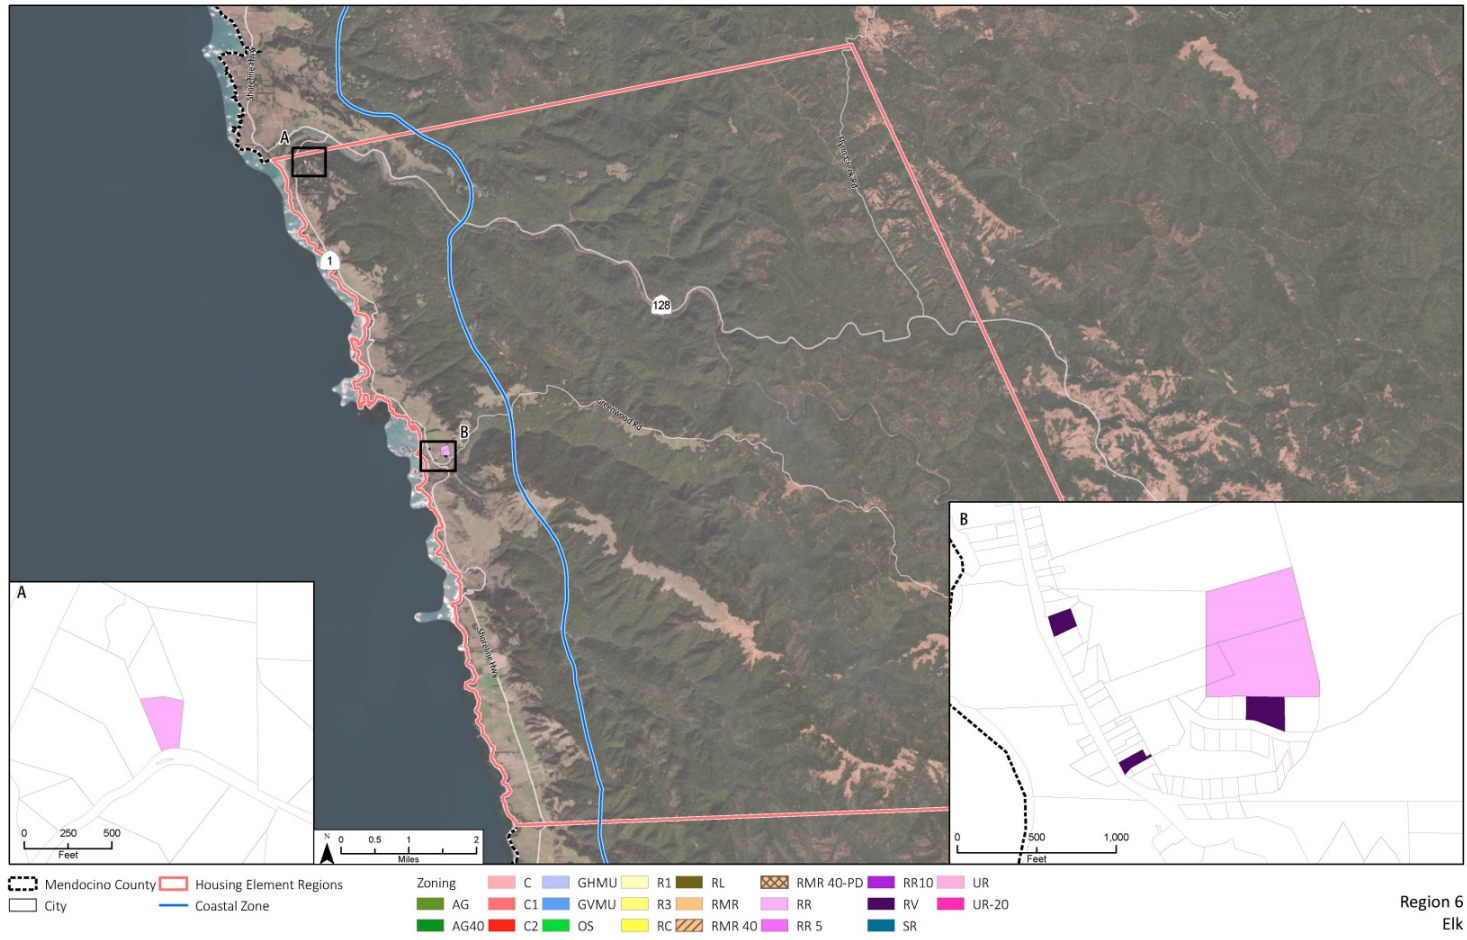 Shoreline Hwy
A
Flynn Creek Rd
1
128
Greenwood Rd
B
Shoreline Hwy
A
0 250 500
Feet
N
0 0.5 1 2
Miles
B
0 500 1,000
Feet
Mendocino County
Housing Element Regions
City
Coastal Zone
Zoning
AG
AG40
C
C1
C2
GHMU
GVMU
OS
R1
R3
RC
RL
RMR
RMR 40
RMR 40-PD
RR
RR 5
RR10
RV
SR
UR
UR-20
Region 6
Elk